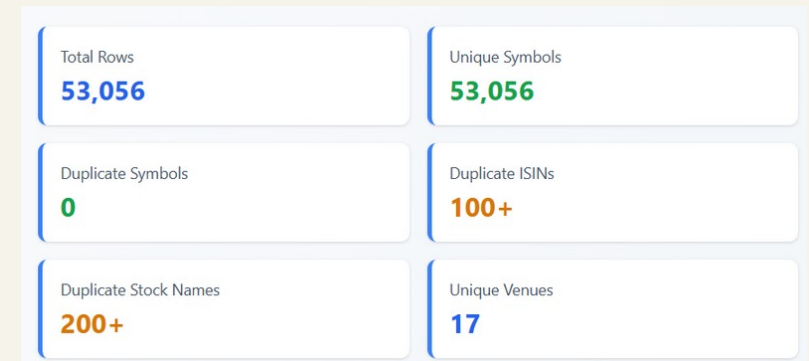 Total Rows
53,056
Unique Symbols
53,056
Duplicate Symbols
0
Duplicate ISINs
100+
Duplicate Stock Names
200+
Unique Venues
17